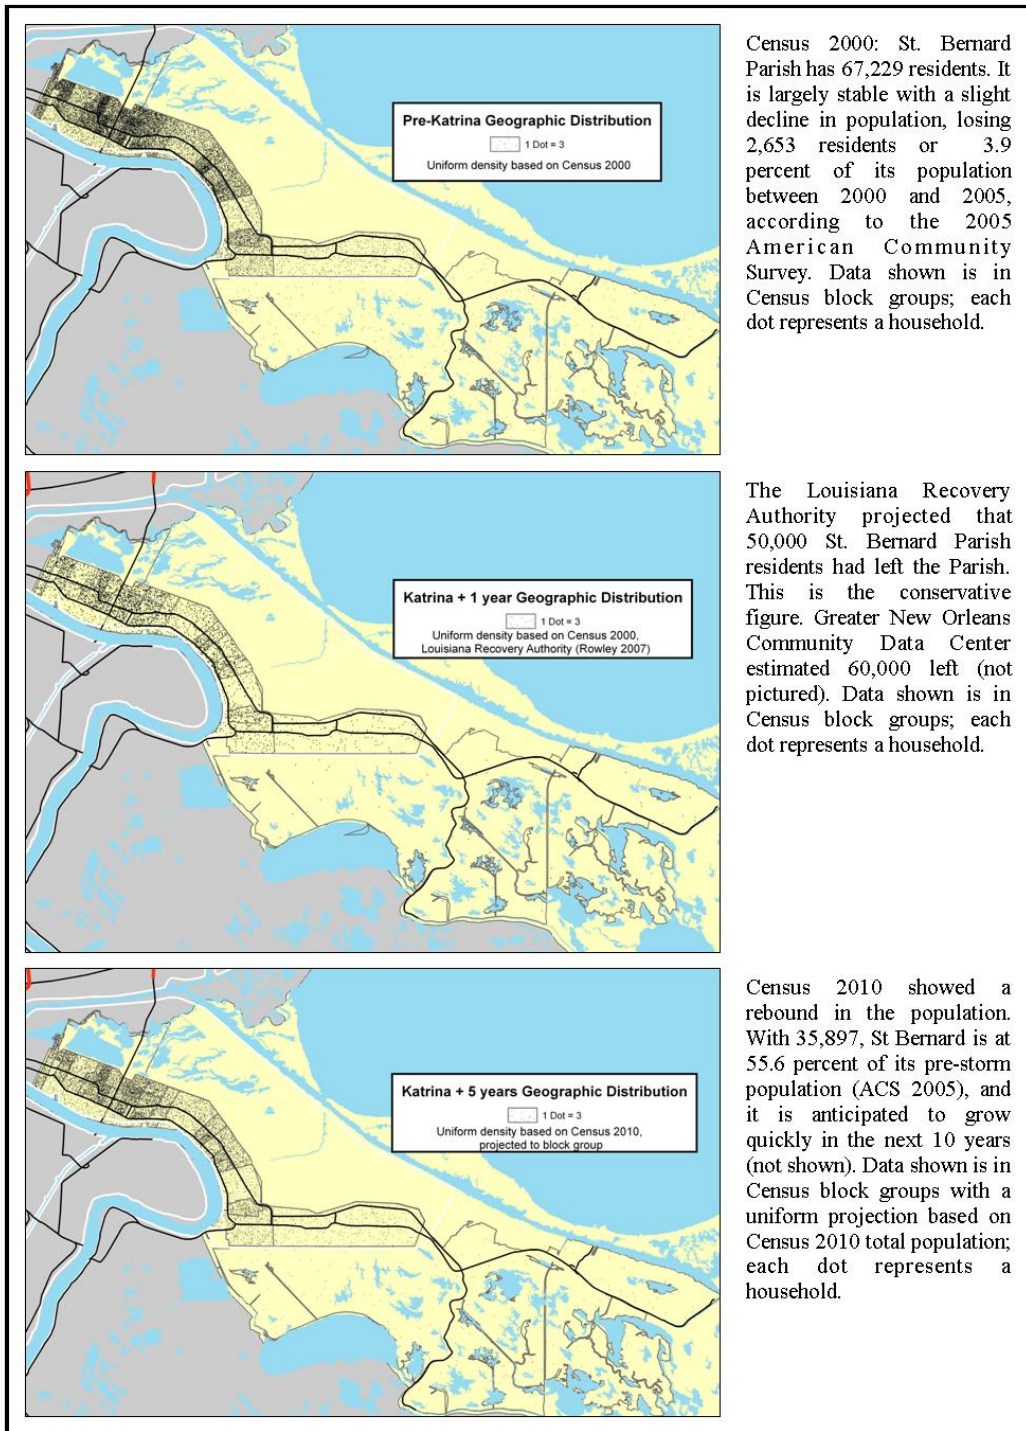 Pre-Katrina Geographic Distribution
1 Dot = 3
Uniform density based on Census 2000
Census 2000: St. Bernard
Parish has 67,229 residents. It
is largely stable with a slight
decline in population, losing
2,653 residents or 3.9
percent of its population
between 2000 and 2005,
according to the 2005
American Community
Survey. Data shown is in
Census block groups; each
dot represents a household.
Katrina + 1 year Geographic Distribution
1 Dot = 3
Uniform density based on Census 2000,
Louisiana Recovery Authority (Rowley 2007)
The Louisiana Recovery
Authority projected that
50,000 St. Bernard Parish
residents had left the Parish.
This is the conservative
figure. Greater New Orleans
Community Data Center
estimated 60,000 left (not
pictured). Data shown is in
Census block groups; each
dot represents a household.
Katrina + 5 years Geographic Distribution
1 Dot = 3
Uniform density based on Census 2010,
projected to block group
Census 2010 showed a
rebound in the population.
With 35,897, St Bernard is at
55.6 percent of its pre-storm
population (ACS 2005), and
it is anticipated to grow
quickly in the next 10 years
(not shown). Data shown is in
Census block groups with a
uniform projection based on
Census 2010 total population;
each dot represents a
household.